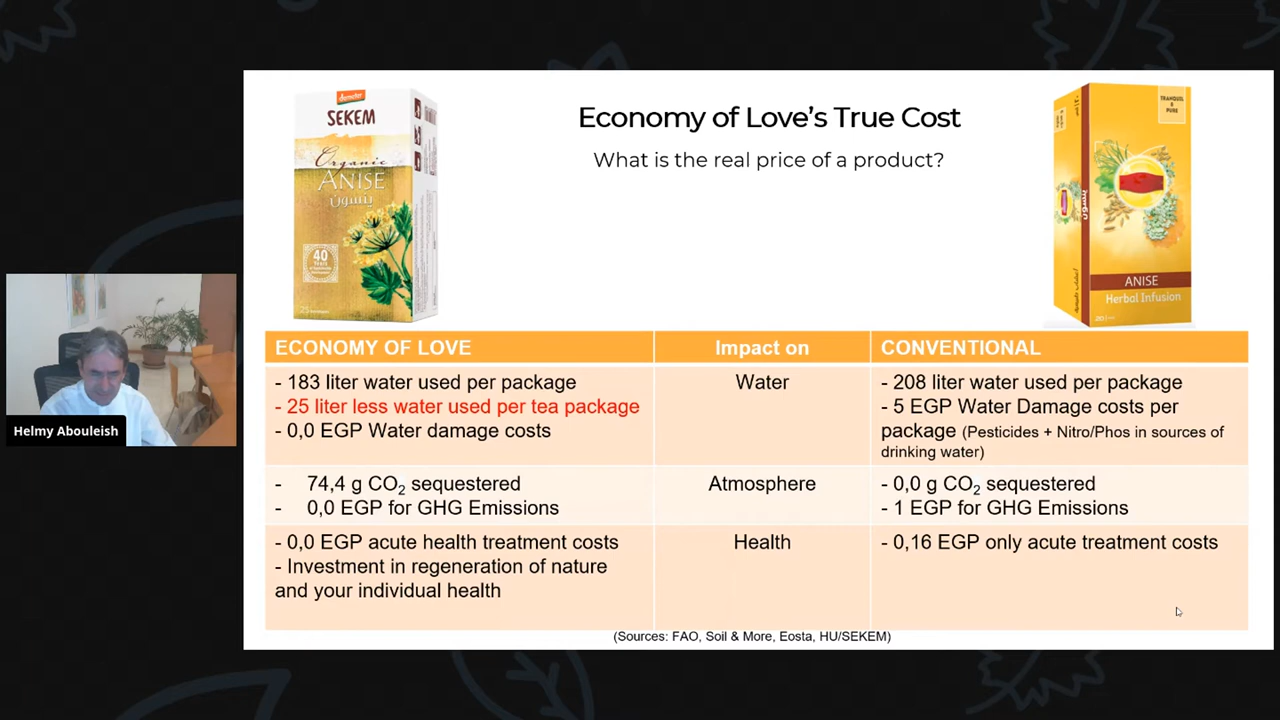 Economy of Love's True Cost
What is the real price of a product?
demeter
SEKEM
Organic
ANISE
ينسون
40
TRANQUIL
&
PURE
ANISE
Herbal Infusion
20
Helmy Abouleish
ECONOMY OF LOVE
Impact on
CONVENTIONAL
- 183 liter water used per package
- 25 liter less water used per tea package
- 0,0 EGP Water damage costs
Water
- 208 liter water used per package
- 5 EGP Water Damage costs per
package (Pesticides + Nitro/Phos in sources of
drinking water)
- 74,4 g CO2 sequestered
- 0,0 EGP for GHG Emissions
Atmosphere
- 0,0 g CO2 sequestered
- 1 EGP for GHG Emissions
- 0,0 EGP acute health treatment costs
- Investment in regeneration of nature
and your individual health
Health
- 0,16 EGP only acute treatment costs
(Sources: FAO, Soil & More, Eosta, HU/SEKEM)